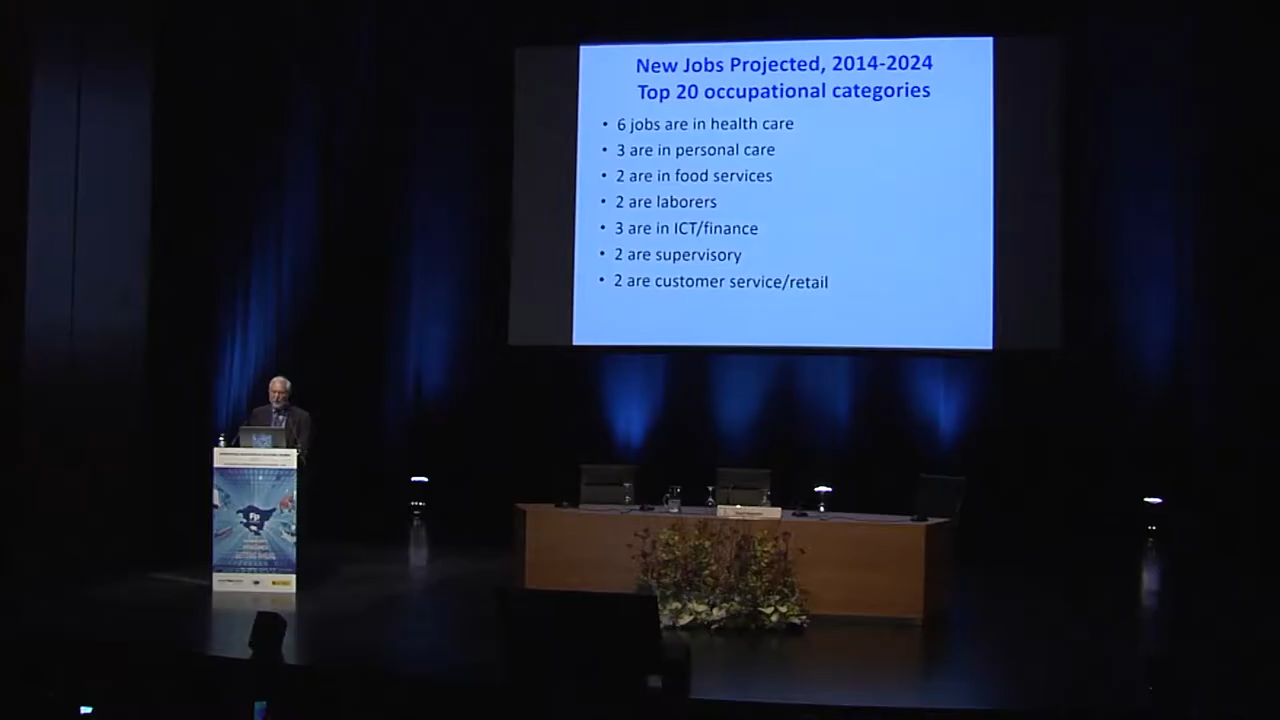 New Jobs Projected, 2014-2024
Top 20 occupational categories
• 6 jobs are in health care
• 3 are in personal care
• 2 are in food services
• 2 are laborers
• 3 are in ICT/finance
• 2 are supervisory
• 2 are customer service/retail